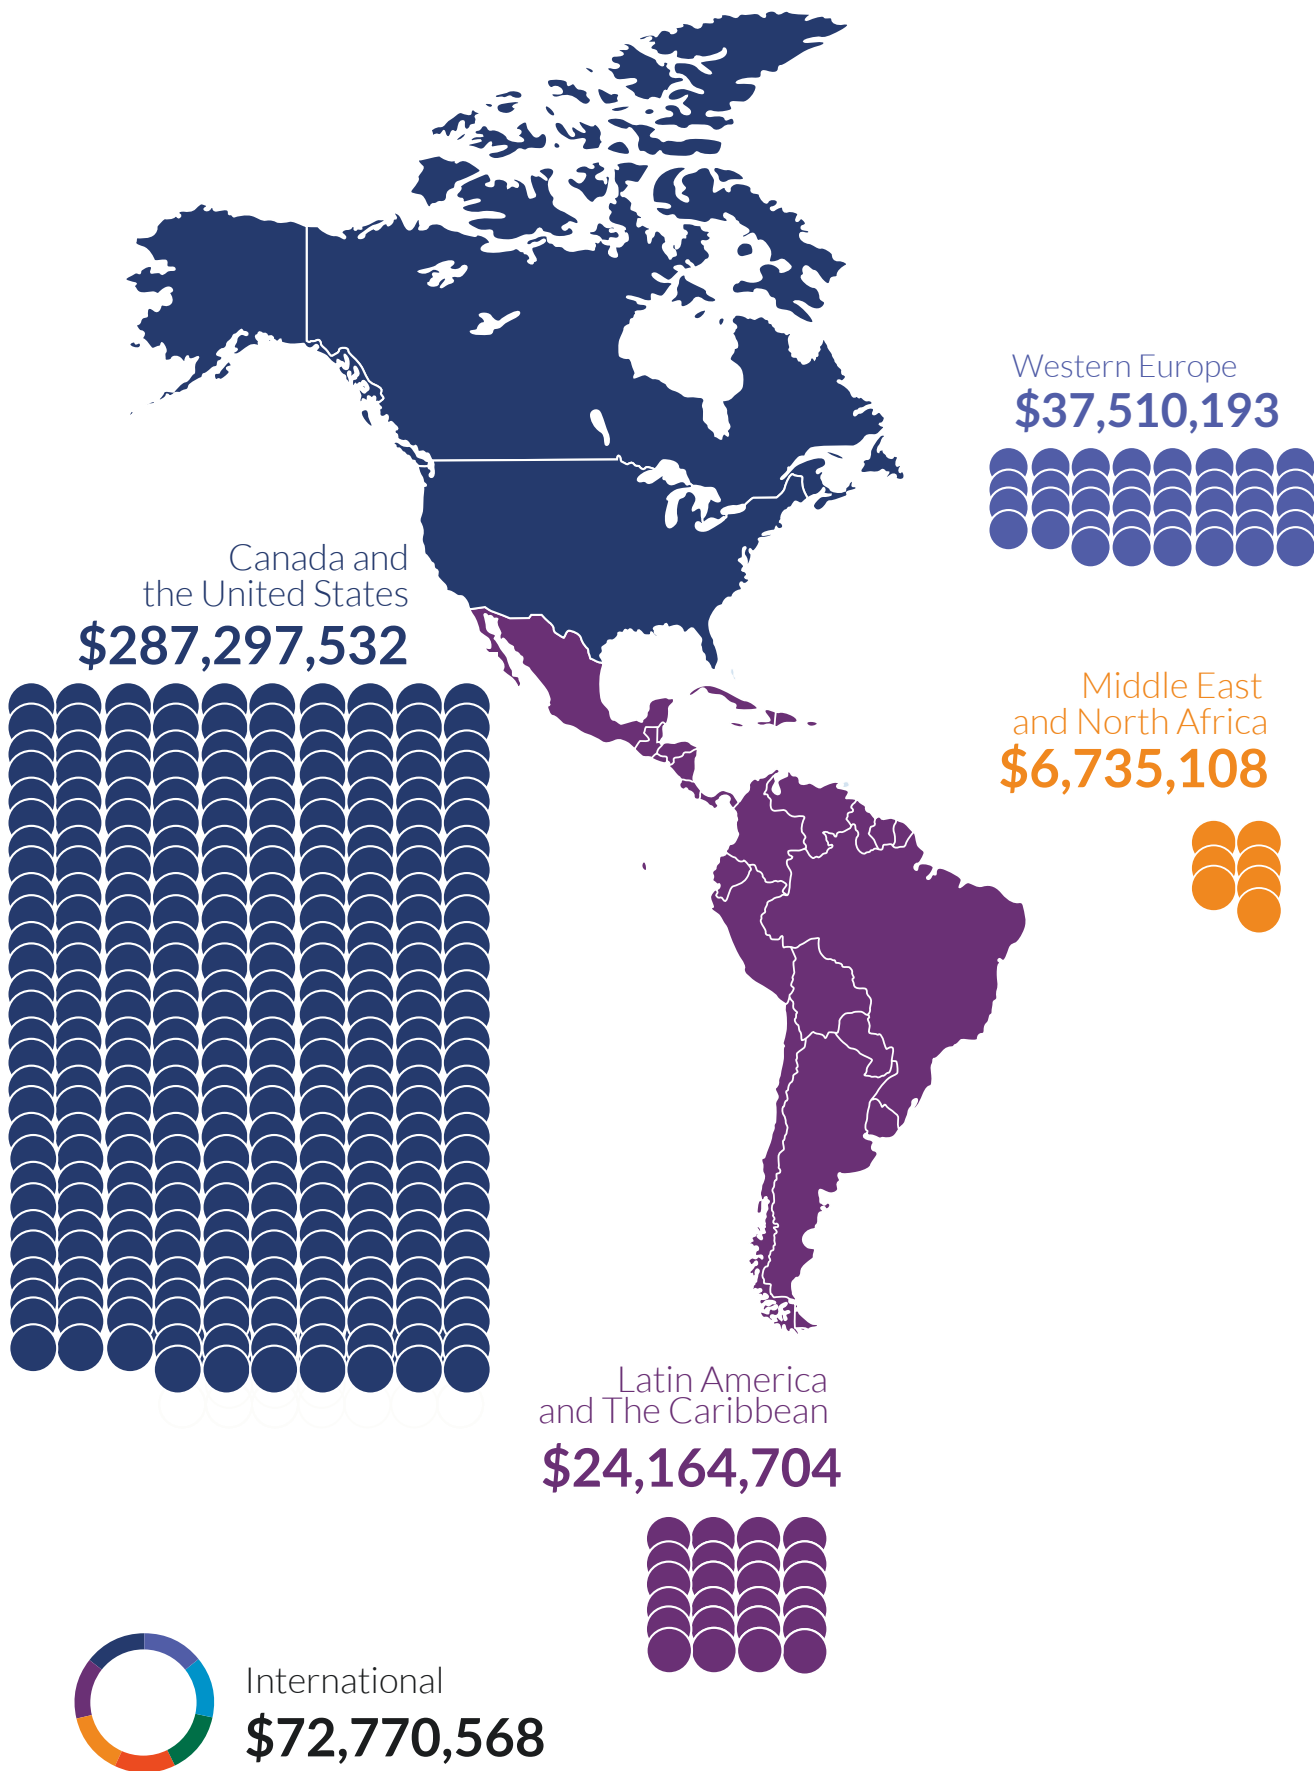 Western Europe
$37,510,193
Canada and
the United States
$287,297,532
Middle East
and North Africa
$6,735,108
Latin America
and The Caribbean
$24,164,704
International
$72,770,568